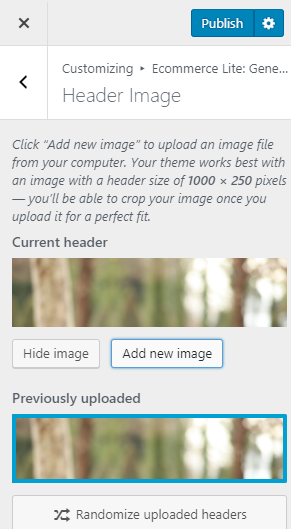 Publish
Customizing ▸ Ecommerce Lite: Gene...
Header Image
Click “Add new image” to upload an image file
from your computer. Your theme works best with
an image with a header size of 1000 × 250 pixels
— you'll be able to crop your image once you
upload it for a perfect fit.
Current header
Hide image
Add new image
Previously uploaded
Randomize uploaded headers